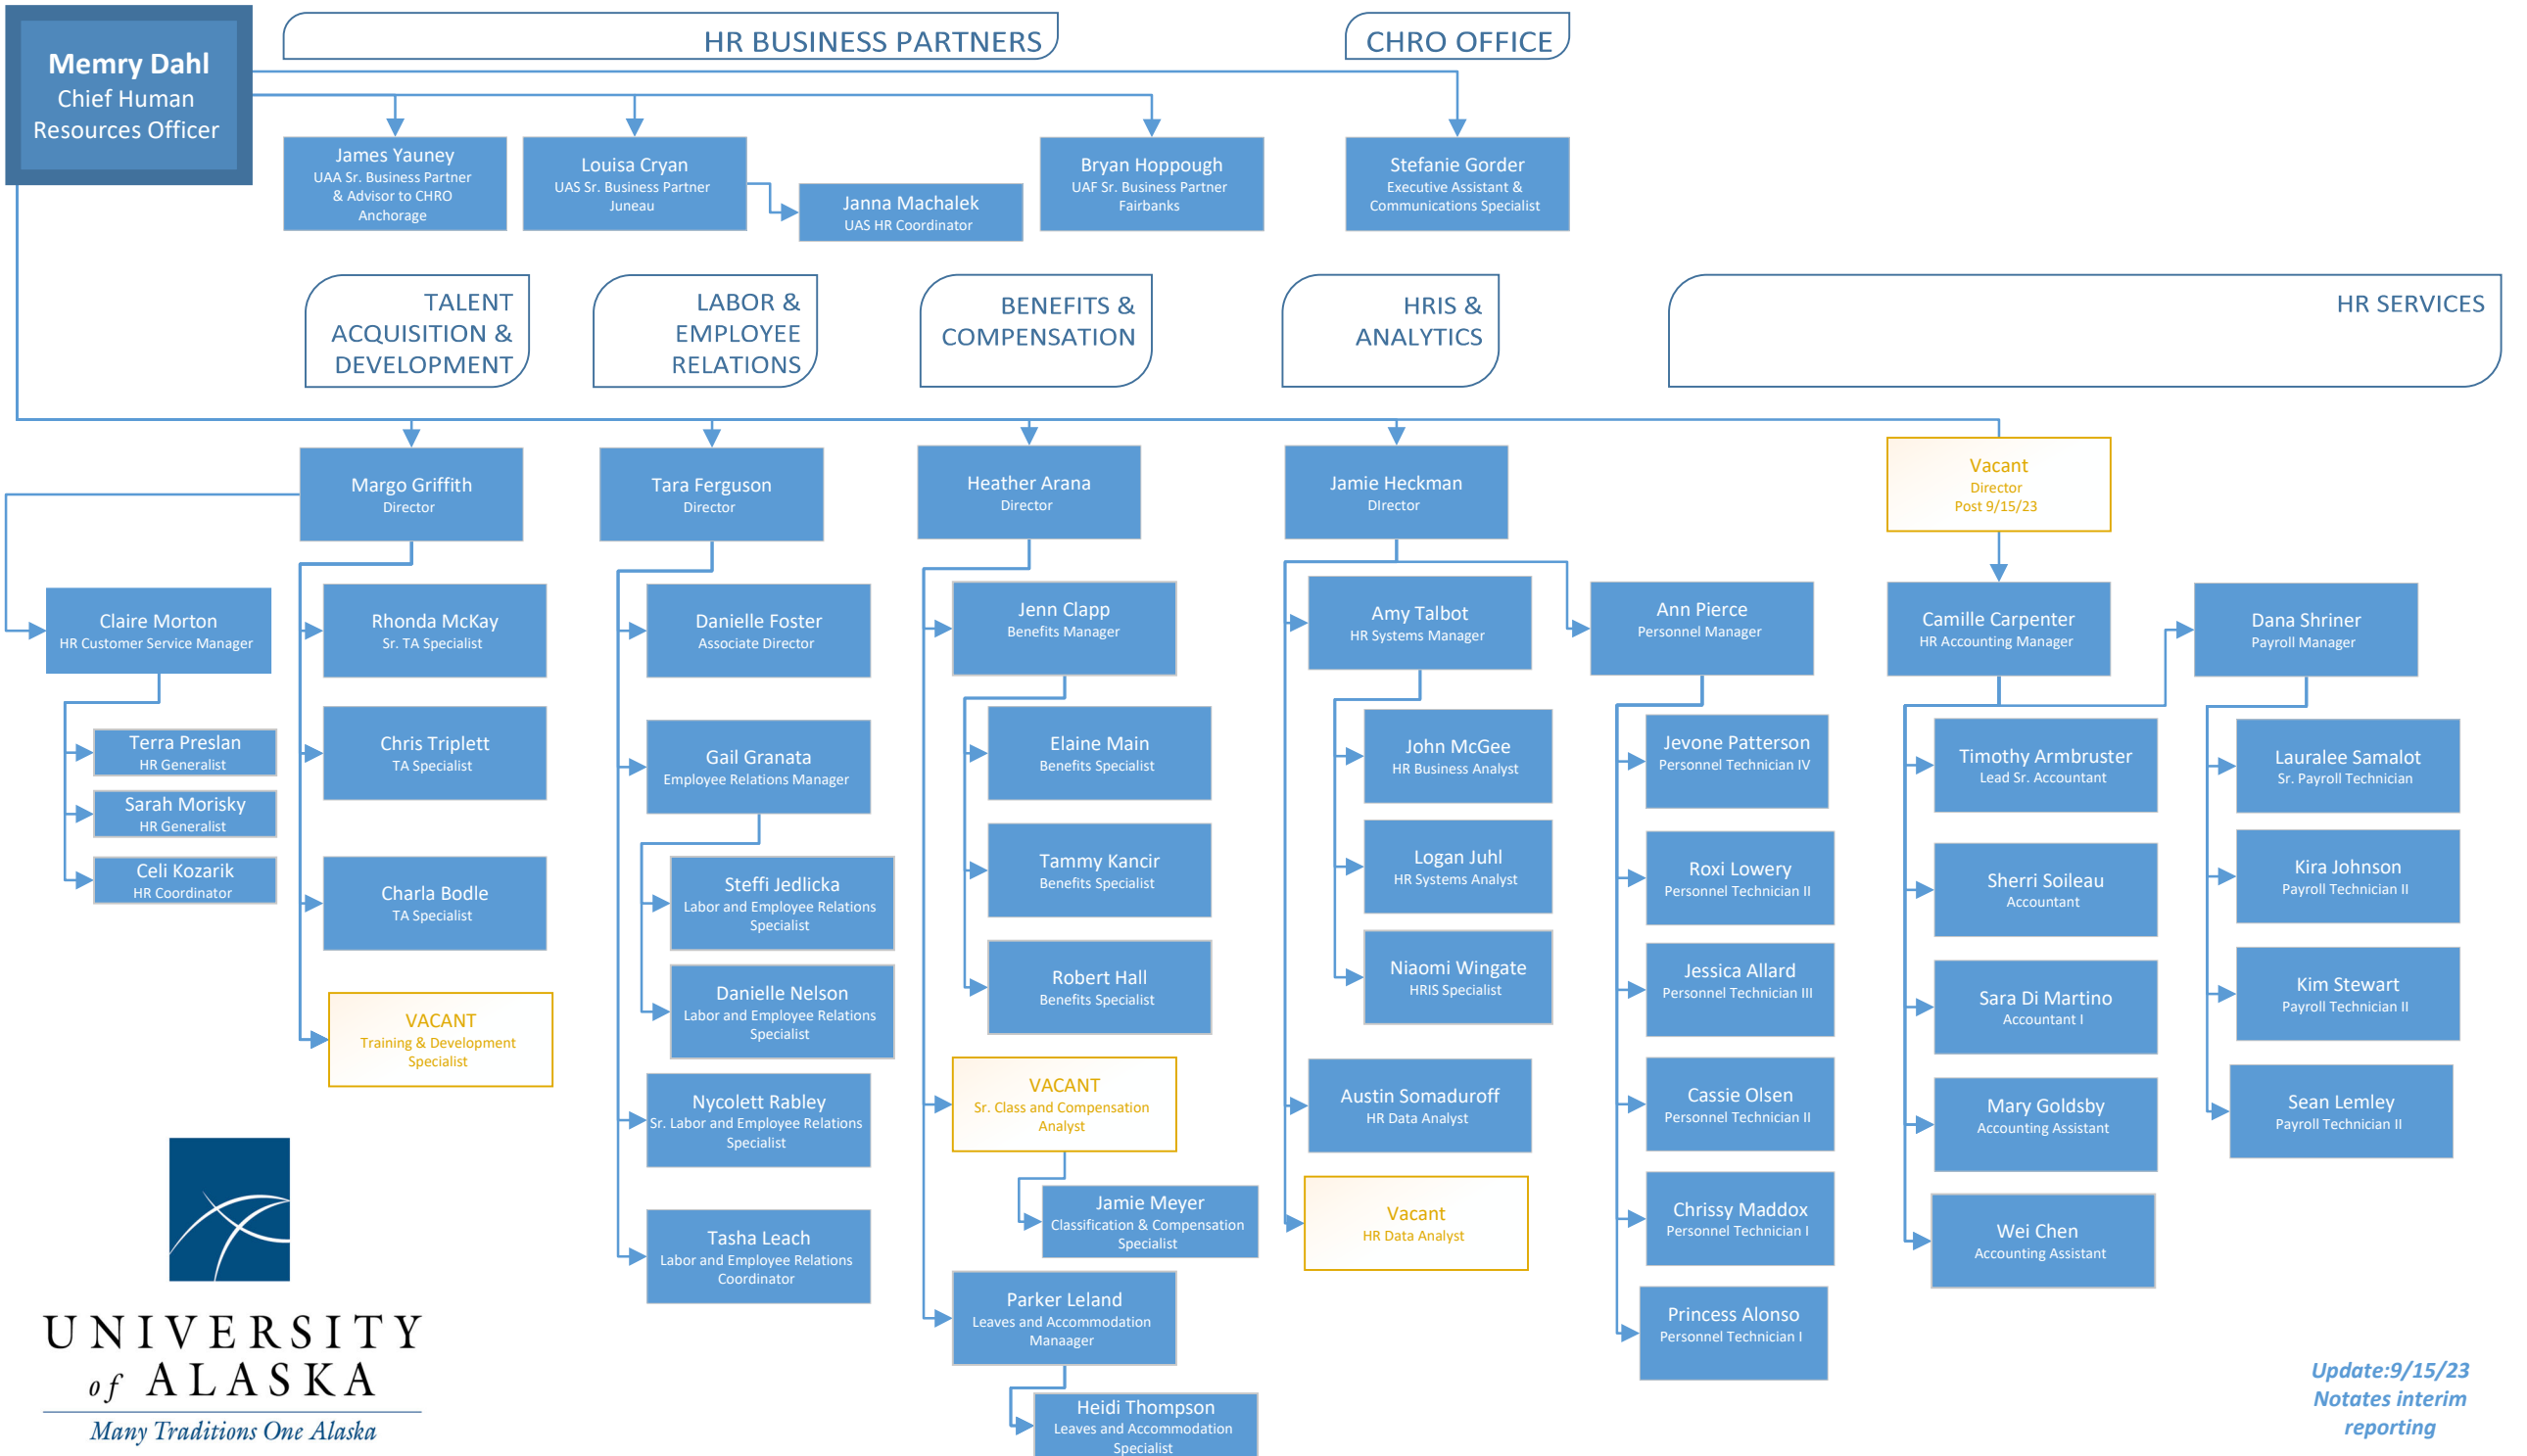 Memry Dahl
Chief Human
Resources Officer
HR BUSINESS PARTNERS
CHRO OFFICE
James Yauney
UAA Sr. Business Partner
& Advisor to CHRO
Anchorage
Louisa Cryan
UAS Sr. Business Partner
Juneau
Janna Machalek
UAS HR Coordinator
Bryan Hoppough
UAF Sr. Business Partner
Fairbanks
Stefanie Gorder
Executive Assistant &
Communications Specialist
TALENT
ACQUISITION &
DEVELOPMENT
LABOR &
EMPLOYEE
RELATIONS
BENEFITS &
COMPENSATION
HRIS &
ANALYTICS
HR SERVICES
Margo Griffith
Director
Tara Ferguson
Director
Heather Arana
Director
Jamie Heckman
DIrector
Vacant
Director
Post 9/15/23
Claire Morton
HR Customer Service Manager
Terra Preslan
HR Generalist
Sarah Morisky
HR Generalist
Celi Kozarik
HR Coordinator
Rhonda McKay
Sr. TA Specialist
Chris Triplett
TA Specialist
Charla Bodle
TA Specialist
VACANT
Training & Development
Specialist
Danielle Foster
Associate Director
Gail Granata
Employee Relations Manager
Steffi Jedlicka
Labor and Employee Relations
Specialist
Danielle Nelson
Labor and Employee Relations
Specialist
Nycolett Rabley
Sr. Labor and Employee Relations
Specialist
Tasha Leach
Labor and Employee Relations
Coordinator
Jenn Clapp
Benefits Manager
Elaine Main
Benefits Specialist
Tammy Kancir
Benefits Specialist
Robert Hall
Benefits Specialist
VACANT
Sr. Class and Compensation
Analyst
Jamie Meyer
Classification & Compensation
Specialist
Parker Leland
Leaves and Accommodation
Manaager
Heidi Thompson
Leaves and Accommodation
Specialist
Amy Talbot
HR Systems Manager
John McGee
HR Business Analyst
Logan Juhl
HR Systems Analyst
Niaomi Wingate
HRIS Specialist
Austin Somaduroff
HR Data Analyst
Vacant
HR Data Analyst
Ann Pierce
Personnel Manager
Jevone Patterson
Personnel Technician IV
Roxi Lowery
Personnel Technician II
Jessica Allard
Personnel Technician III
Cassie Olsen
Personnel Technician II
Chrissy Maddox
Personnel Technician I
Princess Alonso
Personnel Technician I
Camille Carpenter
HR Accounting Manager
Timothy Armbruster
Lead Sr. Accountant
Sherri Soileau
Accountant
Sara Di Martino
Accountant I
Mary Goldsby
Accounting Assistant
Wei Chen
Accounting Assistant
Dana Shriner
Payroll Manager
Lauralee Samalot
Sr. Payroll Technician
Kira Johnson
Payroll Technician II
Kim Stewart
Payroll Technician II
Sean Lemley
Payroll Technician II
UNIVERSITY
of ALASKA
Many Traditions One Alaska
Update:9/15/23
Notates interim
reporting